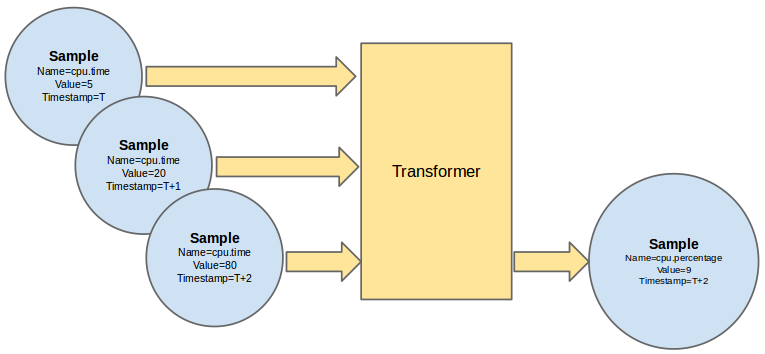 Sample
Name=cpu.time
Value=5
Timestamp=T
Sample
Name=cpu.time
Value=20
Timestamp=T+1
Sample
Name=cpu.time
Value=80
Timestamp=T+2
Transformer
Sample
Name=cpu.percentage
Value=9
Timestamp=T+2